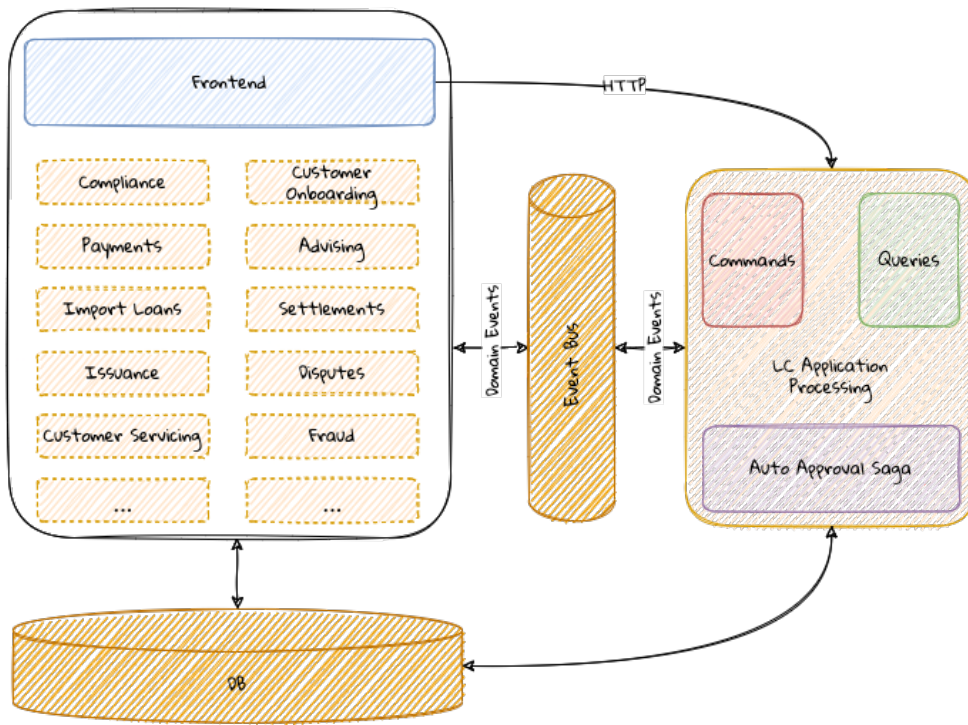 Frontend
HTTP
Compliance
Customer
Onboarding
Payments
Advising
Import Loans
Settlements
Issuance
Disputes
Customer Servicing
Fraud
...
...
Domain Events
Event Bus
Domain Events
Commands
Queries
LC Application
Processing
Auto Approval Saga
DB